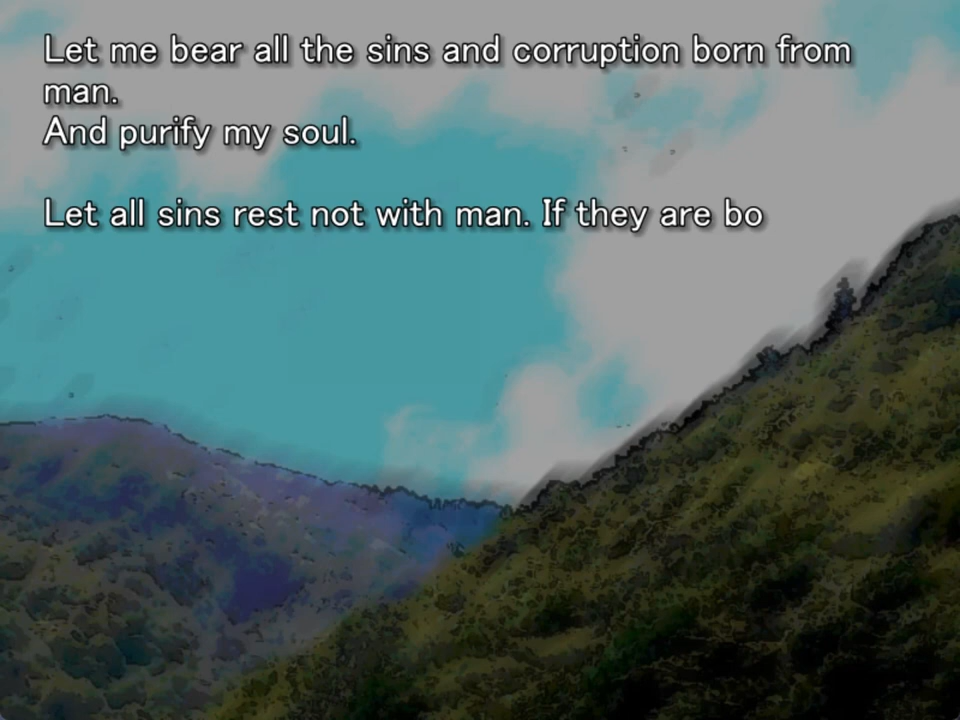 Let me bear all the sins and corruption born from
man.
And purify my soul.
Let all sins rest not with man. If they are bo